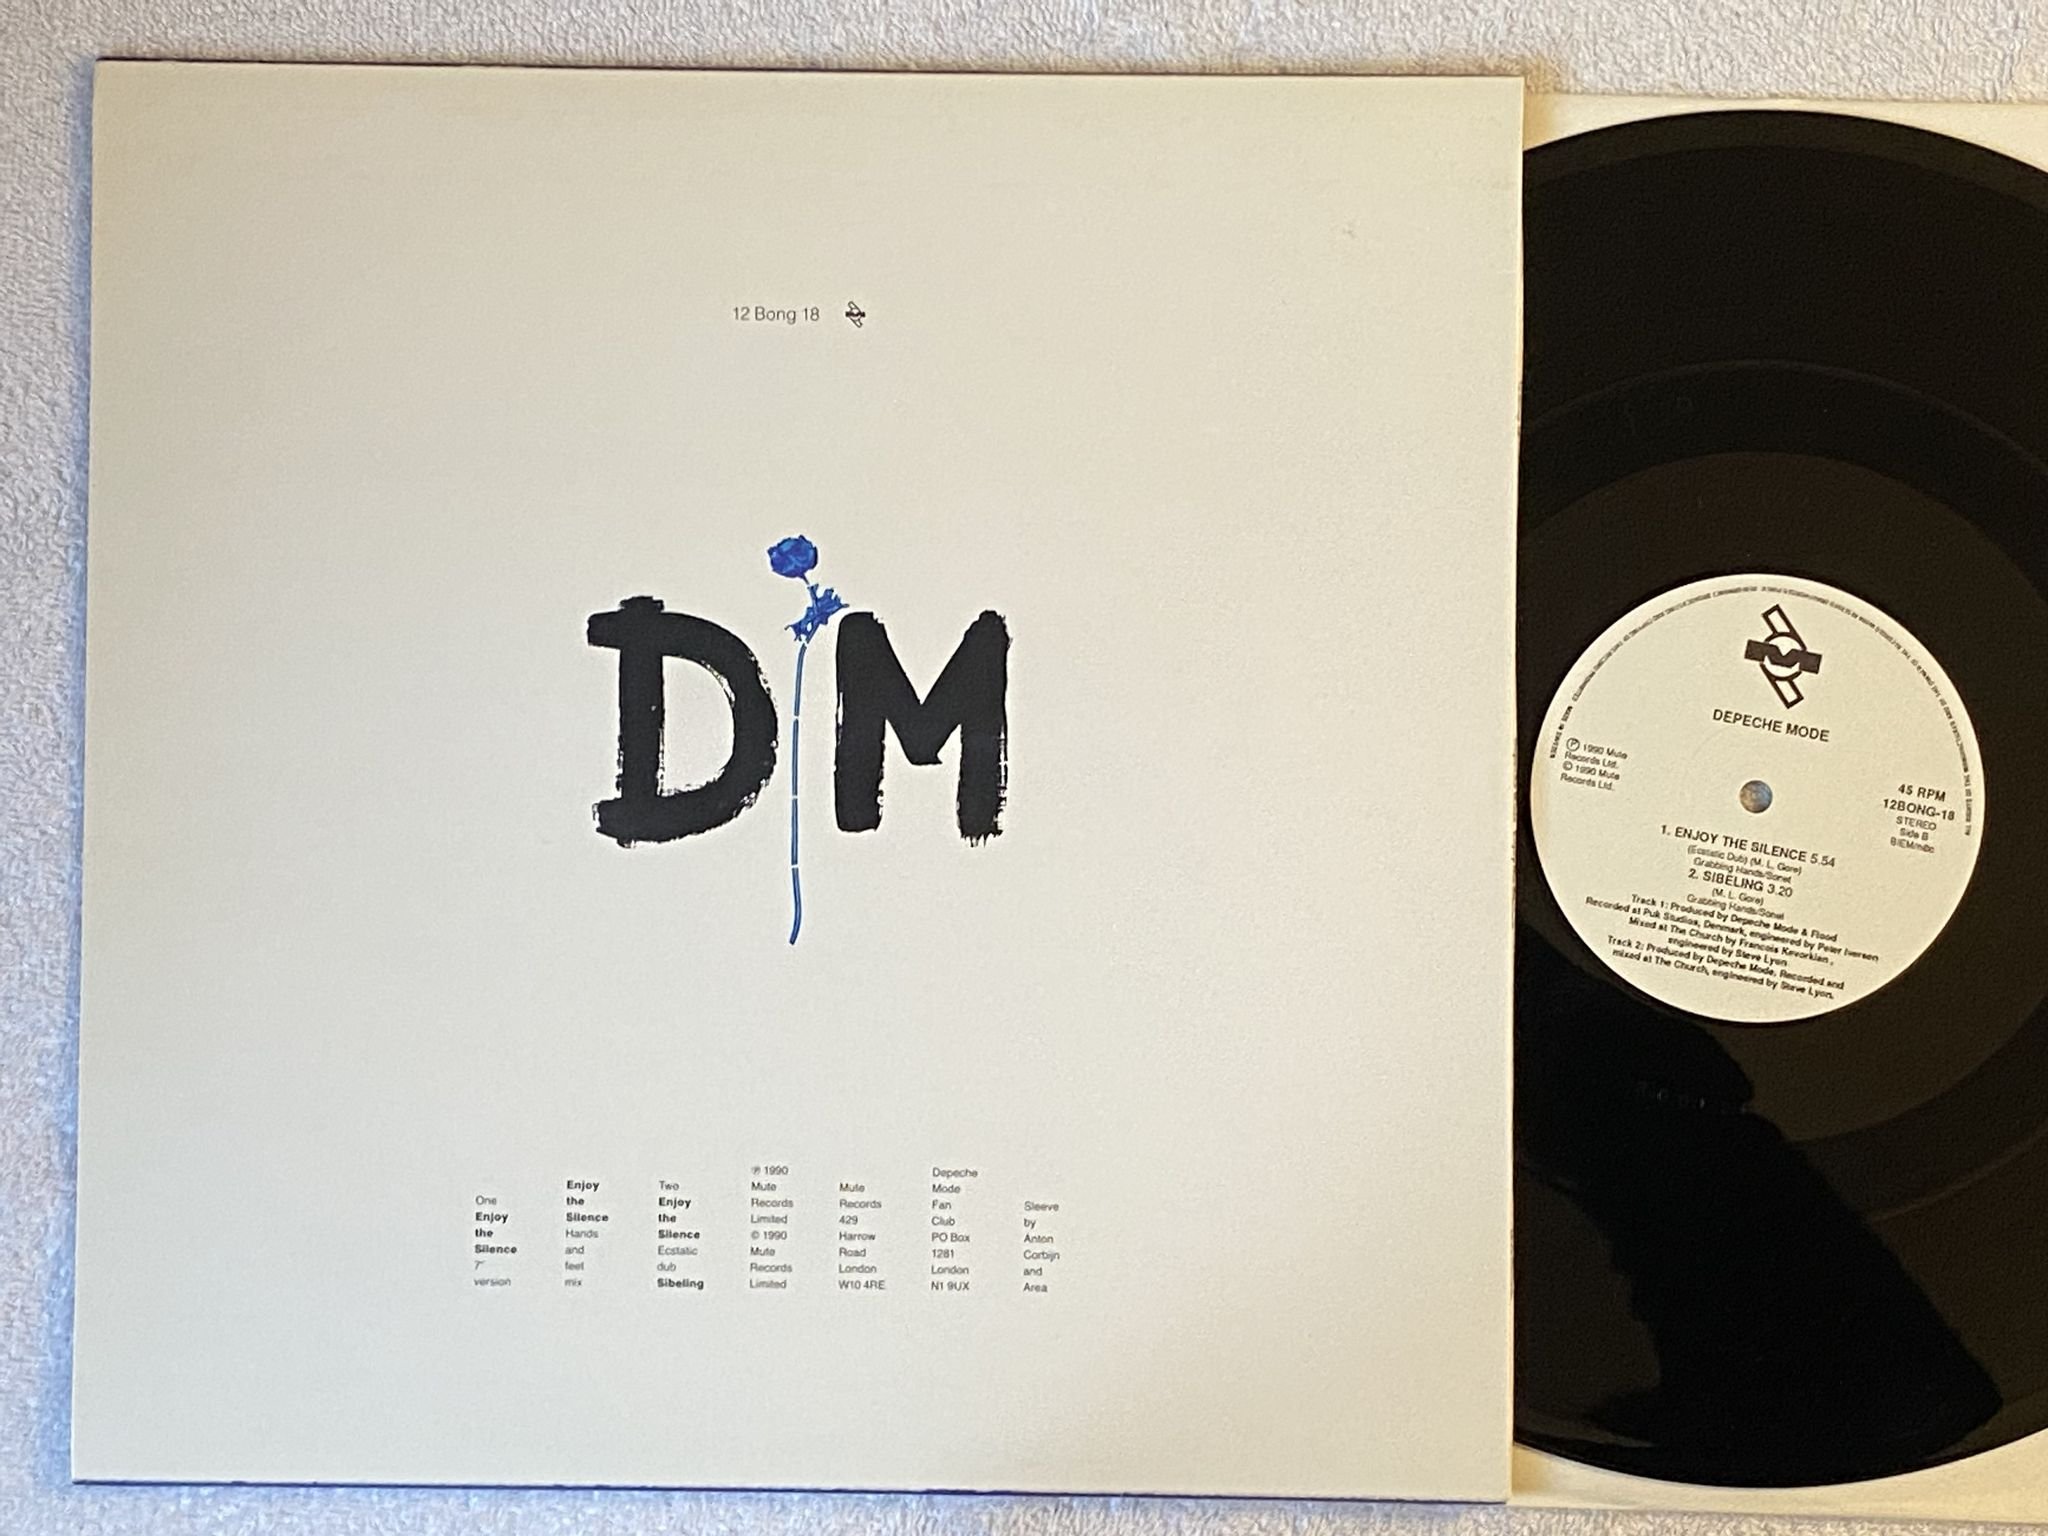 12 Bong 18
DM
One
Enjoy
the
Silence
7"
version
Enjoy
the
Silence
Hands
and
feet
mix
Two
Enjoy
the
Silence
Ecstatic
dub
Sibeling
℗ 1990
Mute
Records
Limited
© 1990
Mute
Records
Limited
Mute
Records
429
Harrow
Road
London
W10 4RE
Depeche
Mode
Fan
Club
PO Box
1281
London
N1 9UX
Sleeve
by
Anton
Corbijn
and
Area
DEPECHE MODE
℗ 1990 Mute
Records Ltd.
© 1990 Mute
Records Ltd.
45 RPM
12BONG-18
STEREO
Side B
BIEM/ncb
1. ENJOY THE SILENCE 5.54
(Ecstatic Dub) (M. L. Gore)
Grabbing Hands/Sonet
2. SIBELING 3.20
(M. L. Gore)
Grabbing Hands/Sonet
Track 1: Produced by Depeche Mode & Flood
Recorded at Puk Studios, Denmark, engineered by Peter Iversen
Mixed at The Church by Francois Kevorkian,
engineered by Steve Lyon
Track 2: Produced by Depeche Mode, Recorded and
mixed at The Church, engineered by Steve Lyon.
MADE IN SWEDEN